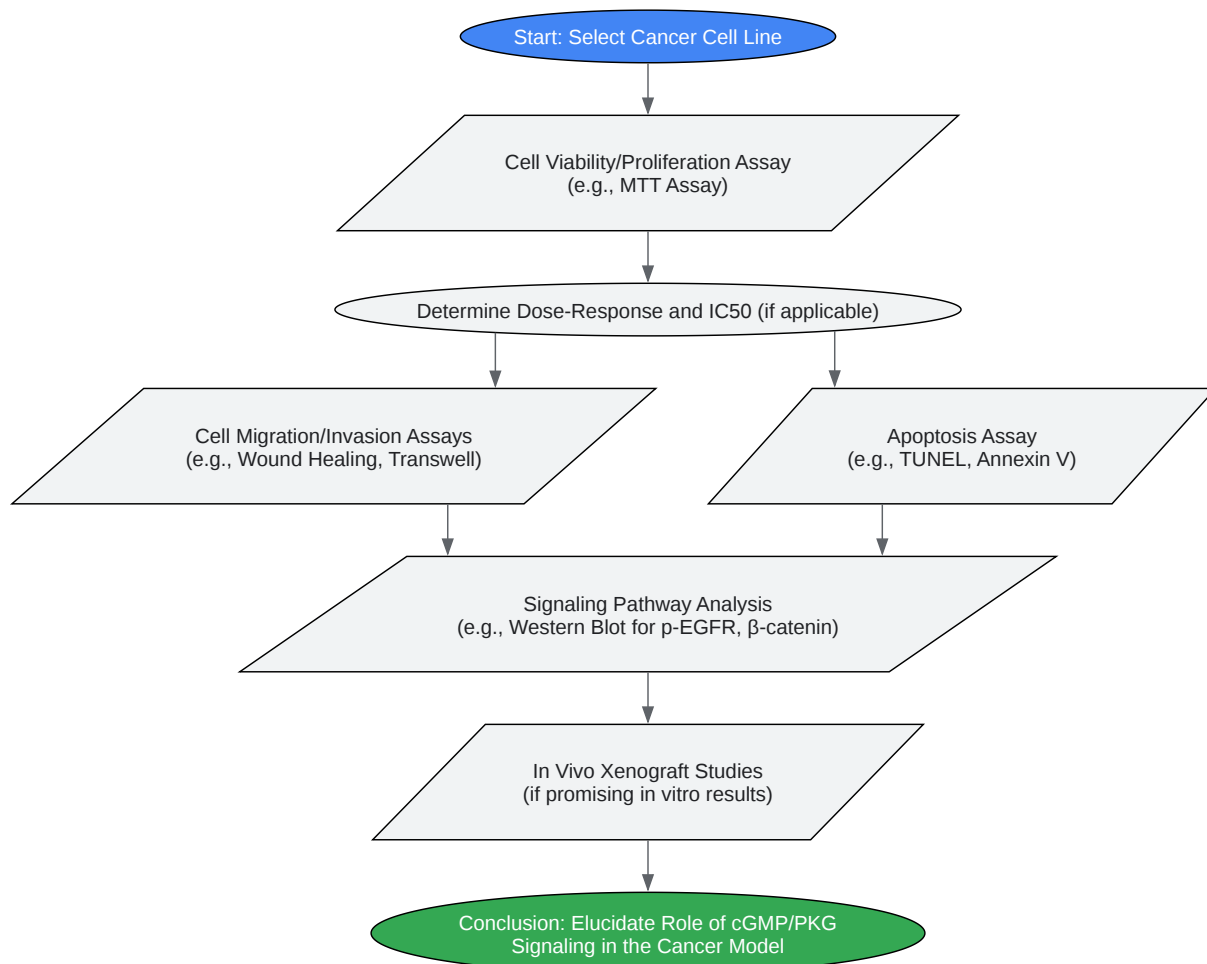 Start: Select Cancer Cell Line
Cell Viability/Proliferation Assay
(e.g., MTT Assay)
Determine Dose-Response and IC50 (if applicable)
Cell Migration/Invasion Assays
(e.g., Wound Healing, Transwell)
Apoptosis Assay
(e.g., TUNEL, Annexin V)
Signaling Pathway Analysis
(e.g., Western Blot for p-EGFR, β-catenin)
In Vivo Xenograft Studies
(if promising in vitro results)
Conclusion: Elucidate Role of cGMP/PKG
Signaling in the Cancer Model